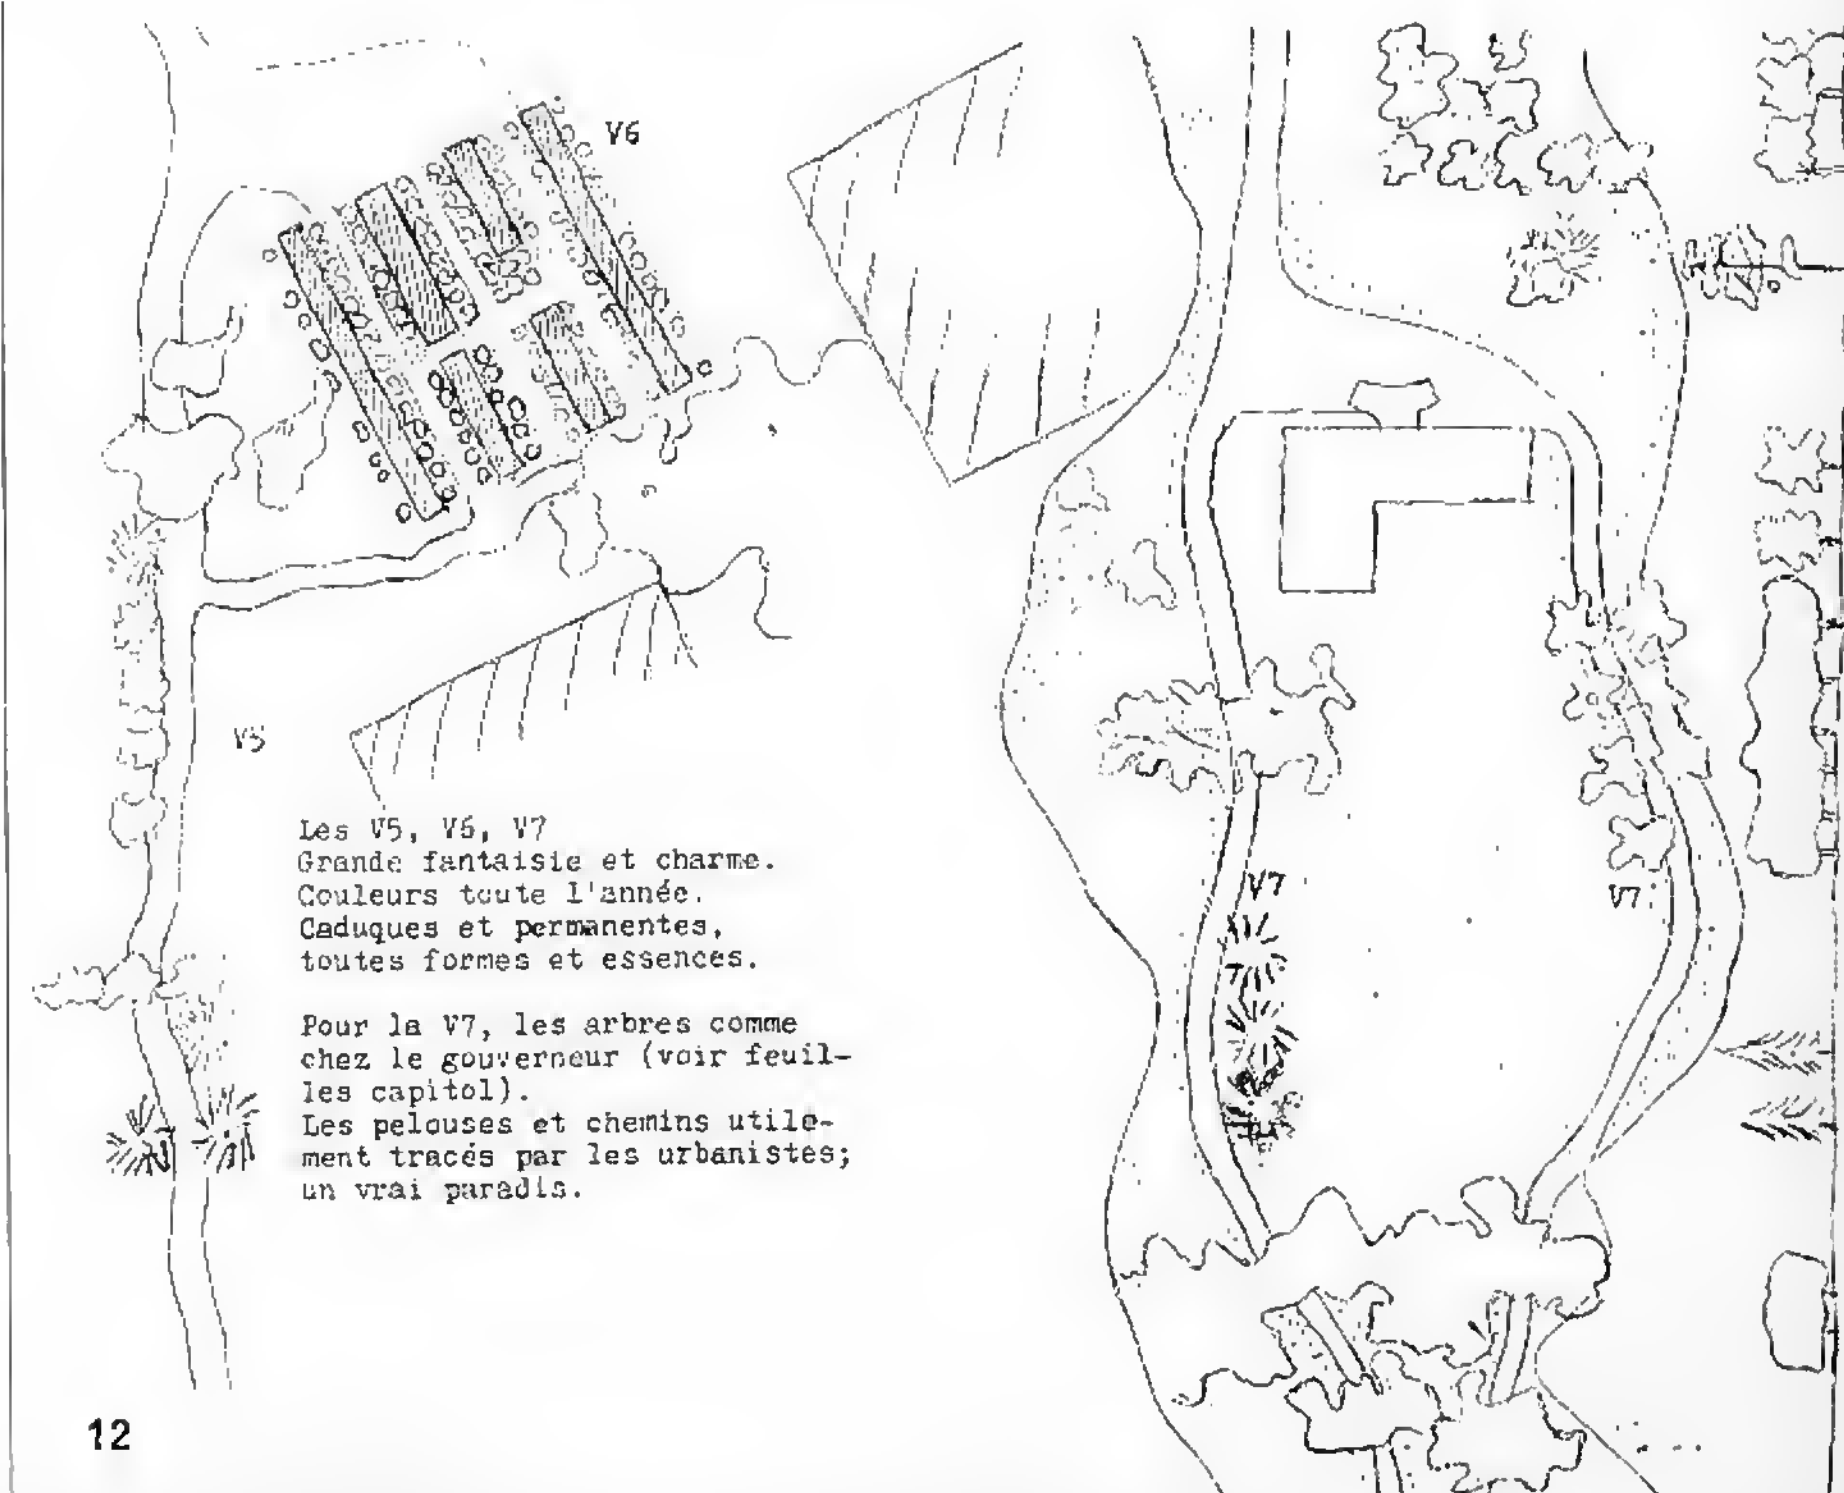 V6
V5
Les V5, V6, V7
Grande fantaisie et charme.
Couleurs toute l'année.
Caduques et permanentes,
toutes formes et essences.
Pour la V7, les arbres comme
chez le gouverneur (voir feuil-
les capitol).
Les pelouses et chemins utile-
ment tracés par les urbanistes;
un vrai paradis.
V7
V7
12